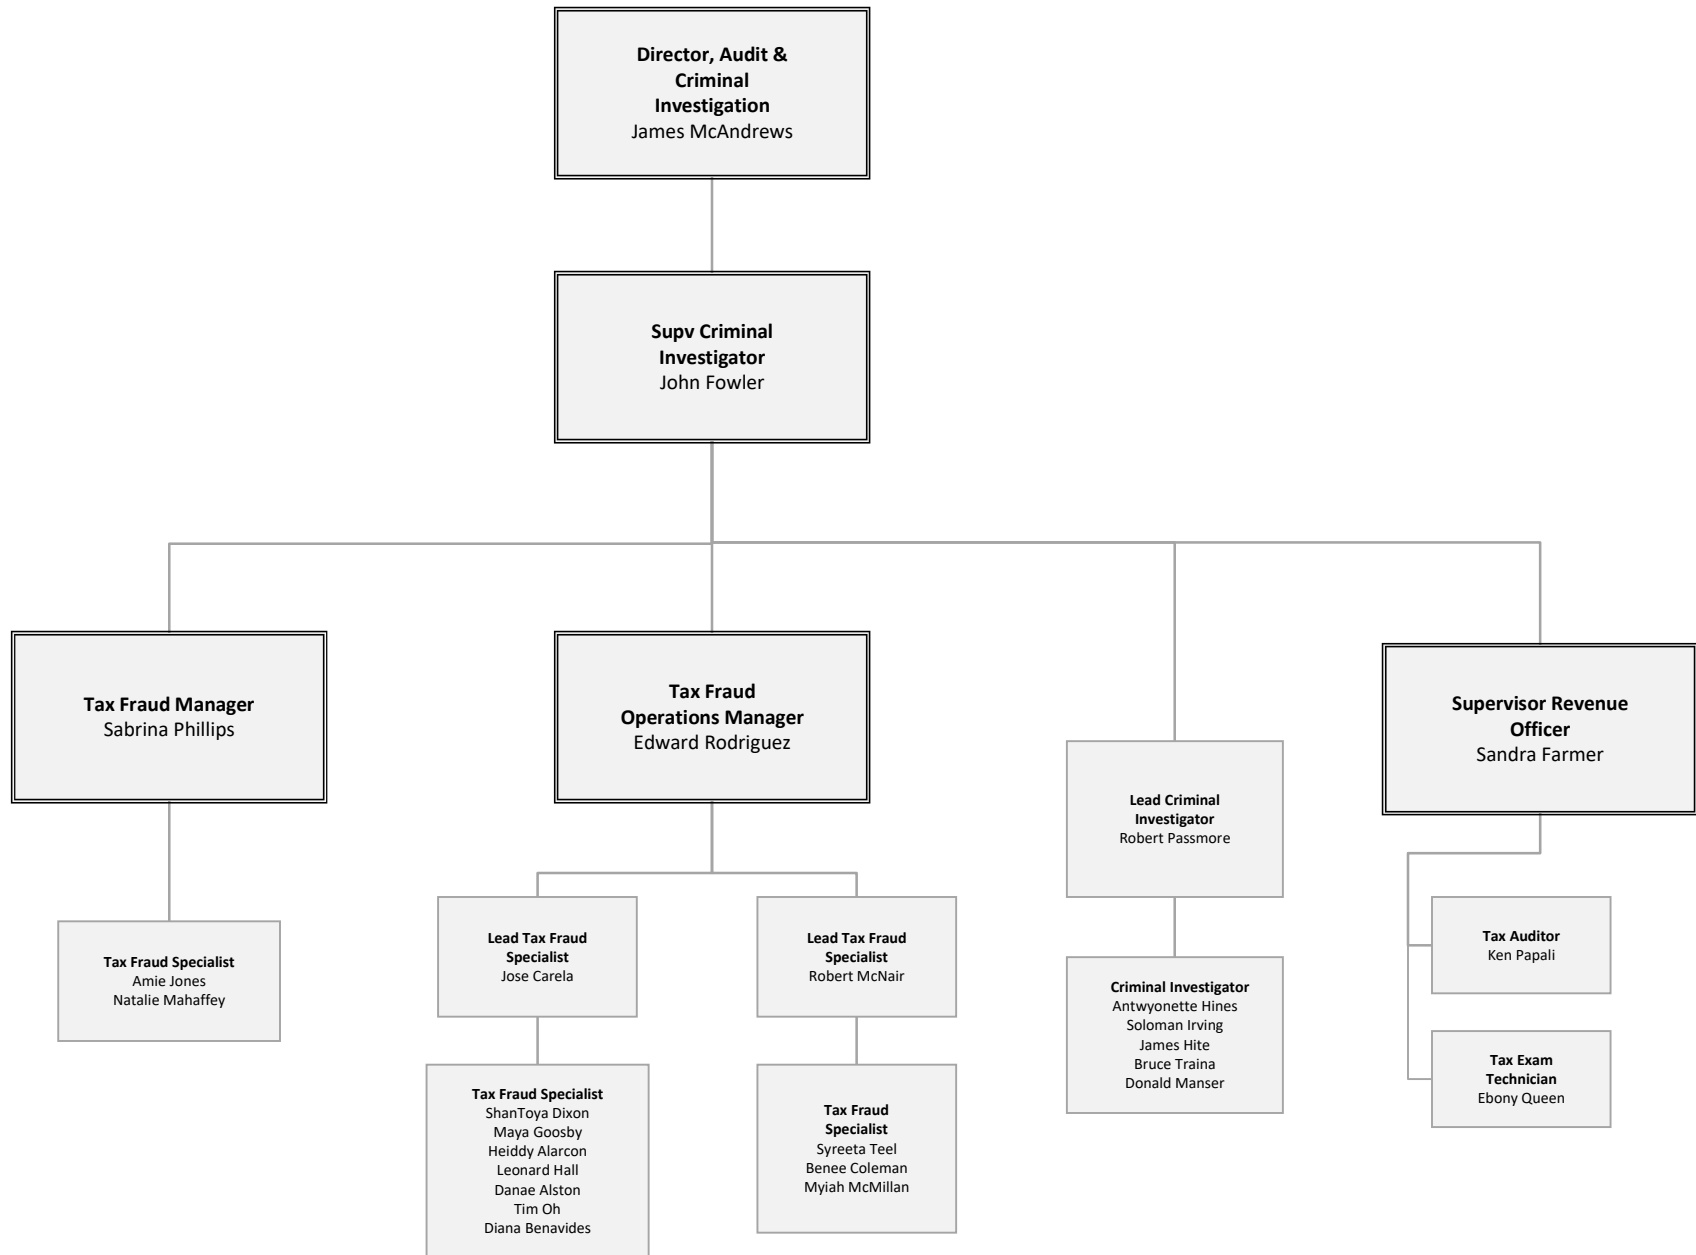 Director, Audit &
Criminal
Investigation
James McAndrews
Supv Criminal
Investigator
John Fowler
Tax Fraud Manager
Sabrina Phillips
Tax Fraud
Operations Manager
Edward Rodriguez
Lead Criminal
Investigator
Robert Passmore
Supervisor Revenue
Officer
Sandra Farmer
Tax Fraud Specialist
Amie Jones
Natalie Mahaffey
Lead Tax Fraud
Specialist
Jose Carela
Lead Tax Fraud
Specialist
Robert McNair
Criminal Investigator
Antwyonette Hines
Soloman Irving
James Hite
Bruce Traina
Donald Manser
Tax Auditor
Ken Papali
Tax Exam
Technician
Ebony Queen
Tax Fraud Specialist
ShanToya Dixon
Maya Goosby
Heiddy Alarcon
Leonard Hall
Danae Alston
Tim Oh
Diana Benavides
Tax Fraud
Specialist
Syreeta Teel
Benee Coleman
Myiah McMillan